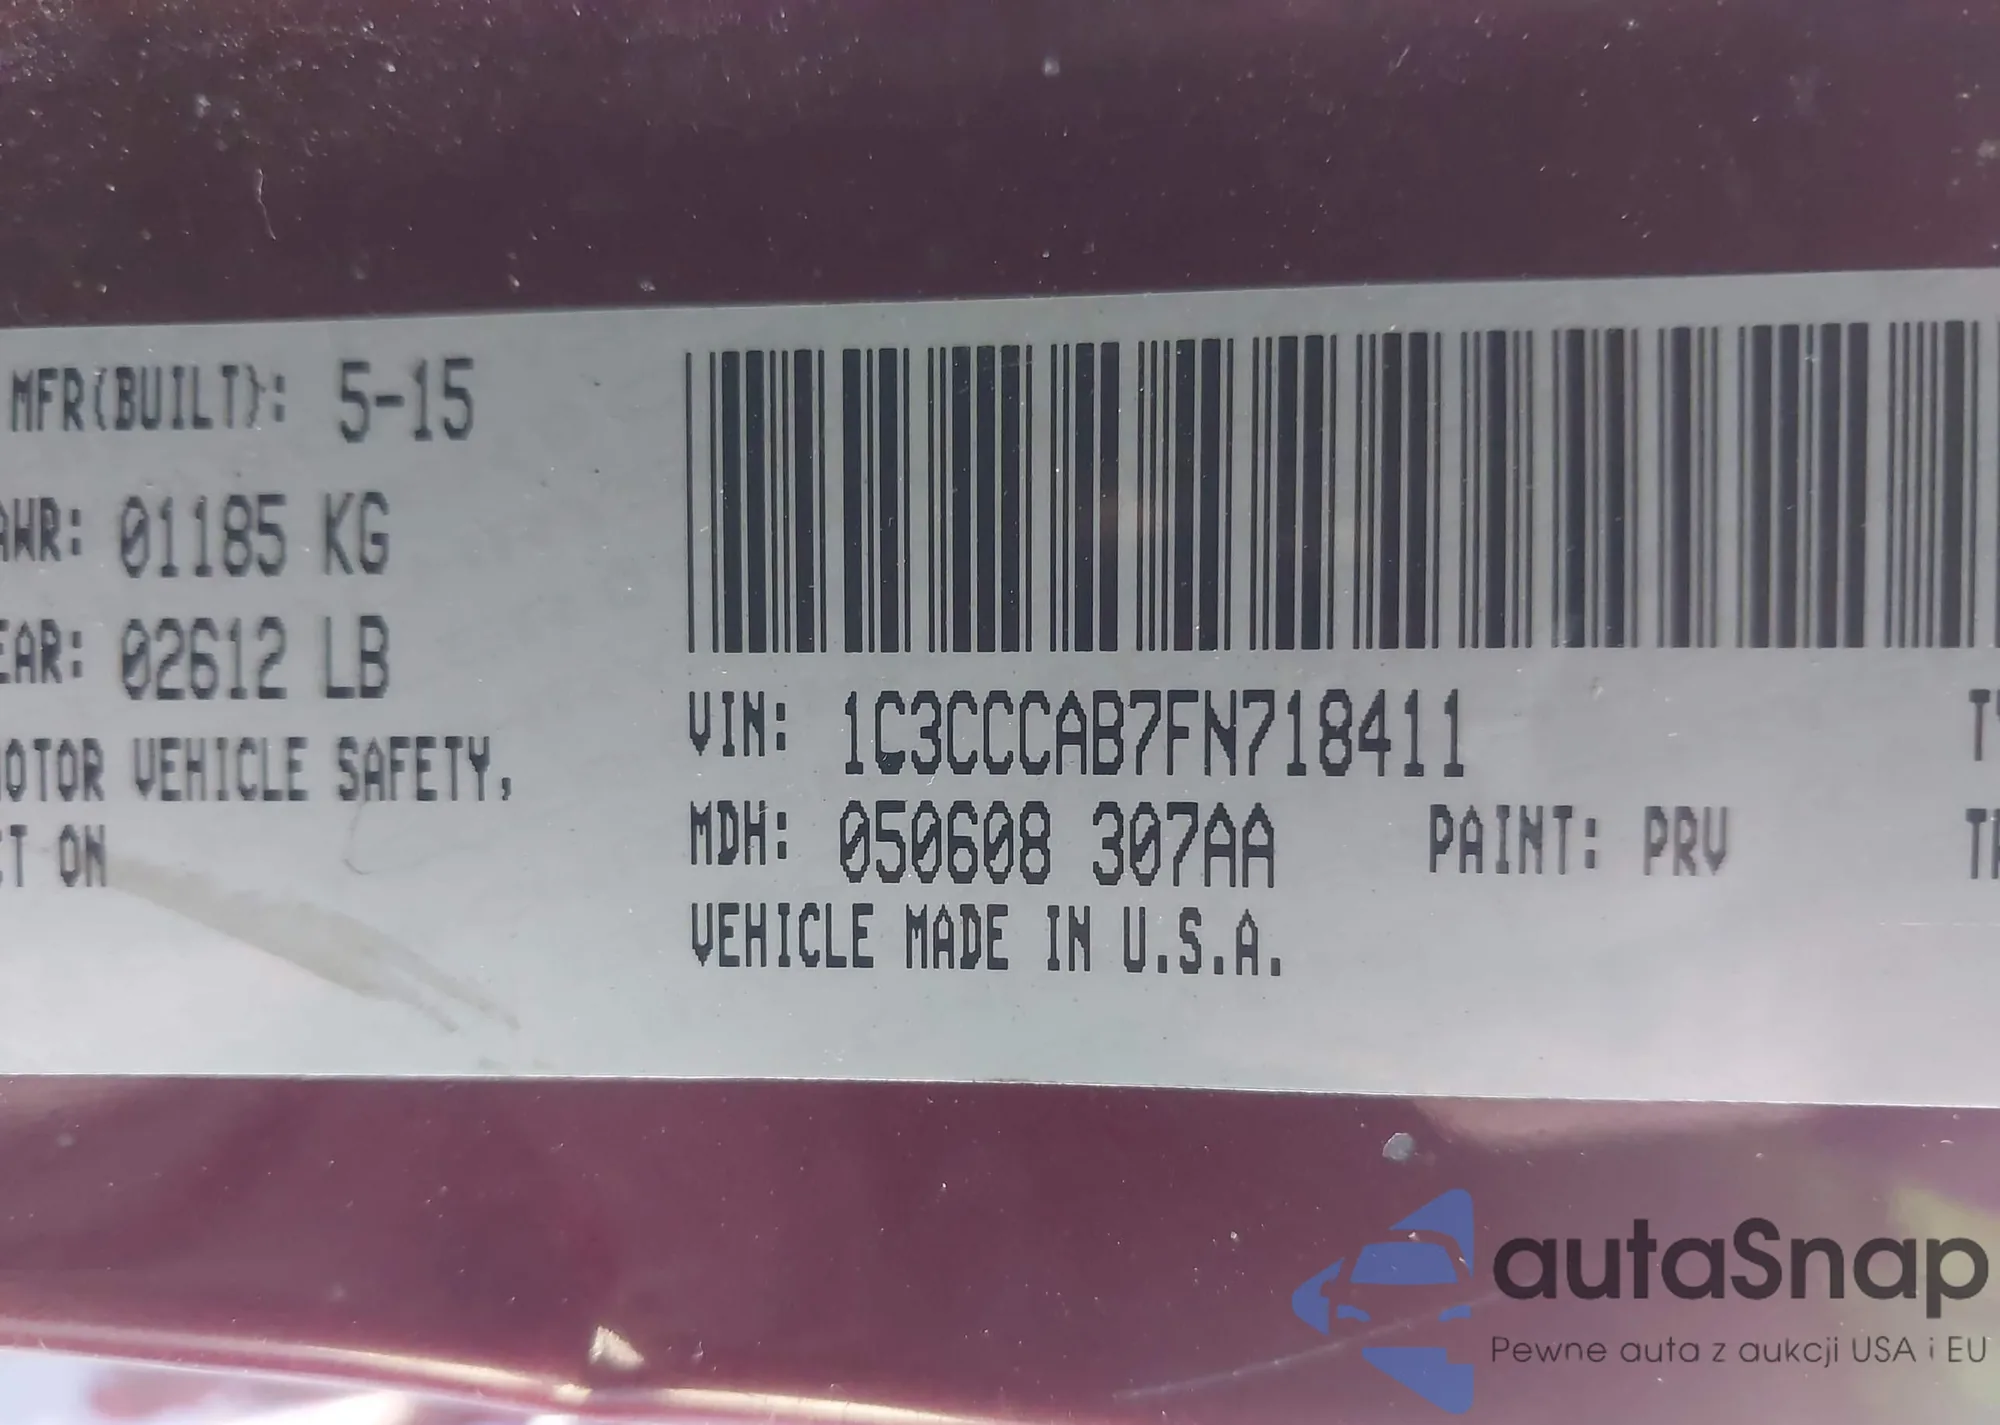 MFR(BUILT): 5-15
AWR: 01185 KG
EAR: 02612 LB
MOTOR VEHICLE SAFETY,
CT ON
VIN: 1C3CCCAB7FN718411
MDH: 050608 307AA PAINT: PRV
VEHICLE MADE IN U.S.A.
autaSnap
Pewne auta z aukcji USA i EU